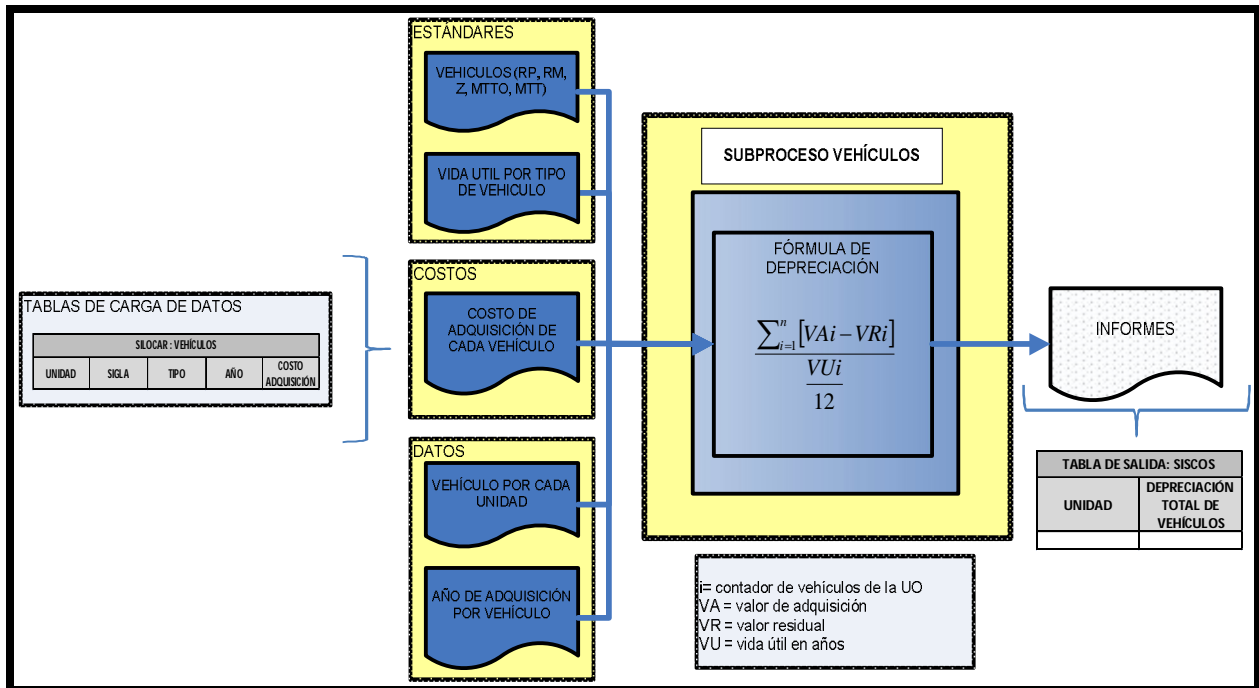 TABLAS DE CARGA DE DATOS
SILOCAR : VEHÍCULOS
UNIDAD
SIGLA
TIPO
AÑO
COSTO
ADQUISICIÓN
ESTÁNDARES
VEHICULOS (RP, RM,
Z, MTTO, MTT)
VIDA UTIL POR TIPO
DE VEHICULO
COSTOS
COSTO DE
ADQUISICIÓN DE
CADA VEHÍCULO
DATOS
VEHÍCULO POR CADA
UNIDAD
AÑO DE ADQUISICIÓN
POR VEHÍCULO
SUBPROCESO VEHÍCULOS
FÓRMULA DE
DEPRECIACIÓN
∑ⁿᵢ₌₁ [VAi − VRi]
VUi
12
i= contador de vehículos de la UO
VA = valor de adquisición
VR = valor residual
VU = vida útil en años
INFORMES
TABLA DE SALIDA: SISCOS
UNIDAD
DEPRECIACIÓN
TOTAL DE
VEHÍCULOS